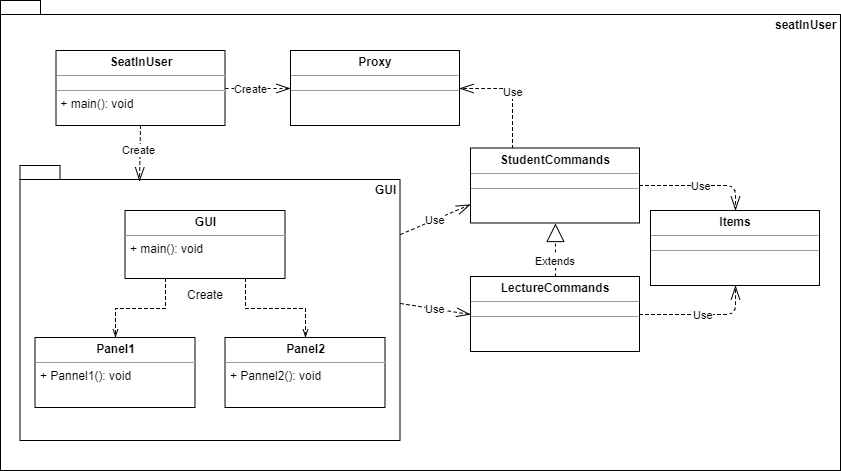 seatInUser
SeatInUser
+ main(): void
Create
Proxy
Use
Create
StudentCommands
GUI
Use
Use
GUI
+ main(): void
Items
Extends
Create
LectureCommands
Use
Use
Panel1
+ Pannel1(): void
Panel2
+ Pannel2(): void